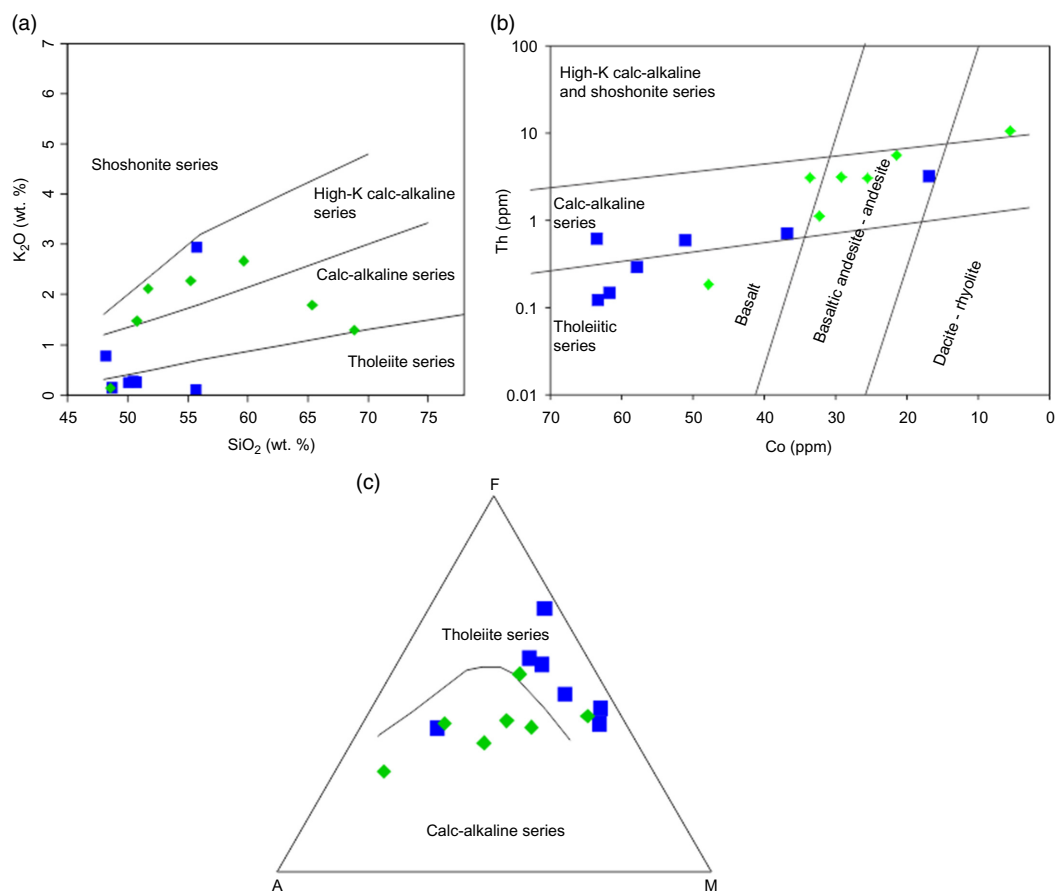 (a)
7
6
5
4
3
2
1
0
K₂O (wt. %)
Shoshonite series
High-K calc-alkaline
series
Calc-alkaline series
Tholeiite series
45
50
55
60
65
70
75
SiO₂ (wt. %)
(b)
100
10
1
0.1
0.01
Th (ppm)
High-K calc-alkaline
and shoshonite series
Calc-alkaline
series
Tholeiitic
series
Basalt
Basaltic andesite - andesite
Dacite - rhyolite
70
60
50
40
30
20
10
0
Co (ppm)
(c)
F
Tholeiite series
Calc-alkaline series
A
M